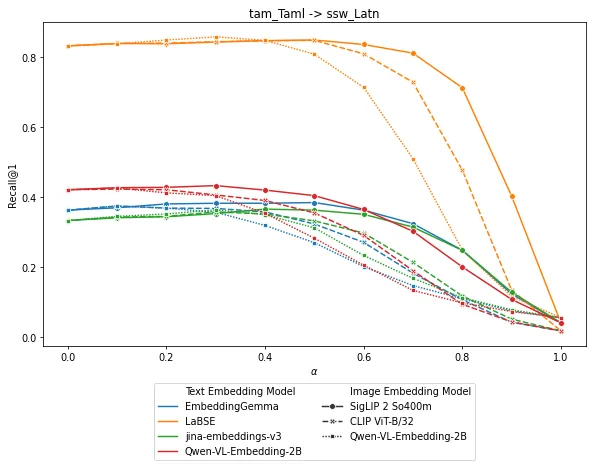 tam_Taml -> ssw_Latn
Recall@1
0.8
0.6
0.4
0.2
0.0
0.0 0.2 0.4 0.6 0.8 1.0
α
Text Embedding Model Image Embedding Model
EmbeddingGemma SigLIP 2 So400m
LaBSE CLIP ViT-B/32
jina-embeddings-v3 Qwen-VL-Embedding-2B
Qwen-VL-Embedding-2B